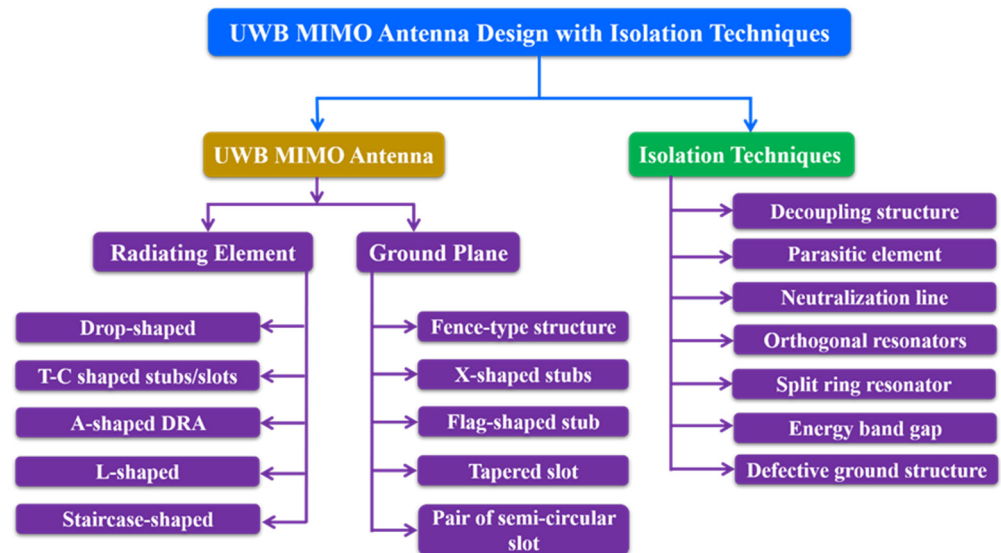 UWB MIMO Antenna Design with Isolation Techniques
UWB MIMO Antenna
Isolation Techniques
Radiating Element
Ground Plane
Drop-shaped
T-C shaped stubs/slots
A-shaped DRA
L-shaped
Staircase-shaped
Fence-type structure
X-shaped stubs
Flag-shaped stub
Tapered slot
Pair of semi-circular
slot
Decoupling structure
Parasitic element
Neutralization line
Orthogonal resonators
Split ring resonator
Energy band gap
Defective ground structure